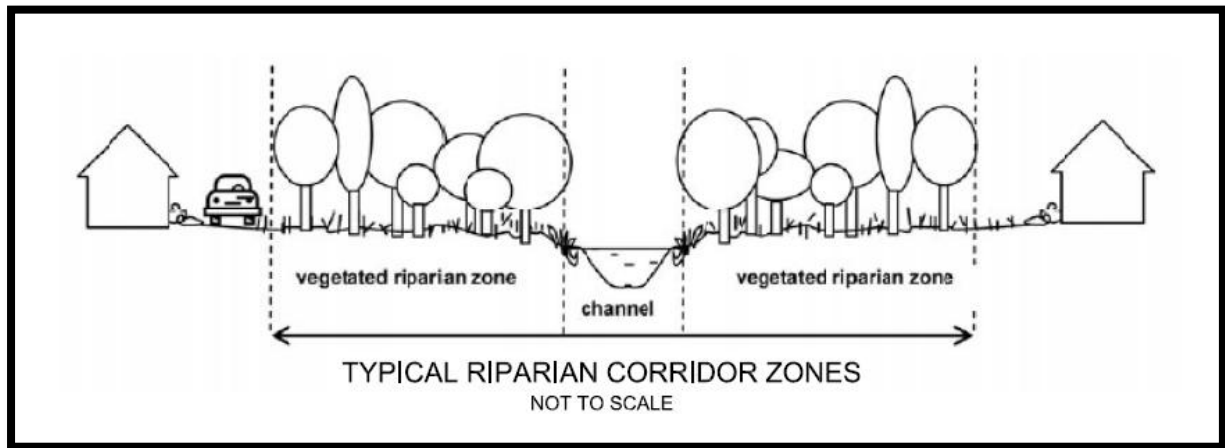 vegetated riparian zone
vegetated riparian zone
channel
TYPICAL RIPARIAN CORRIDOR ZONES
NOT TO SCALE